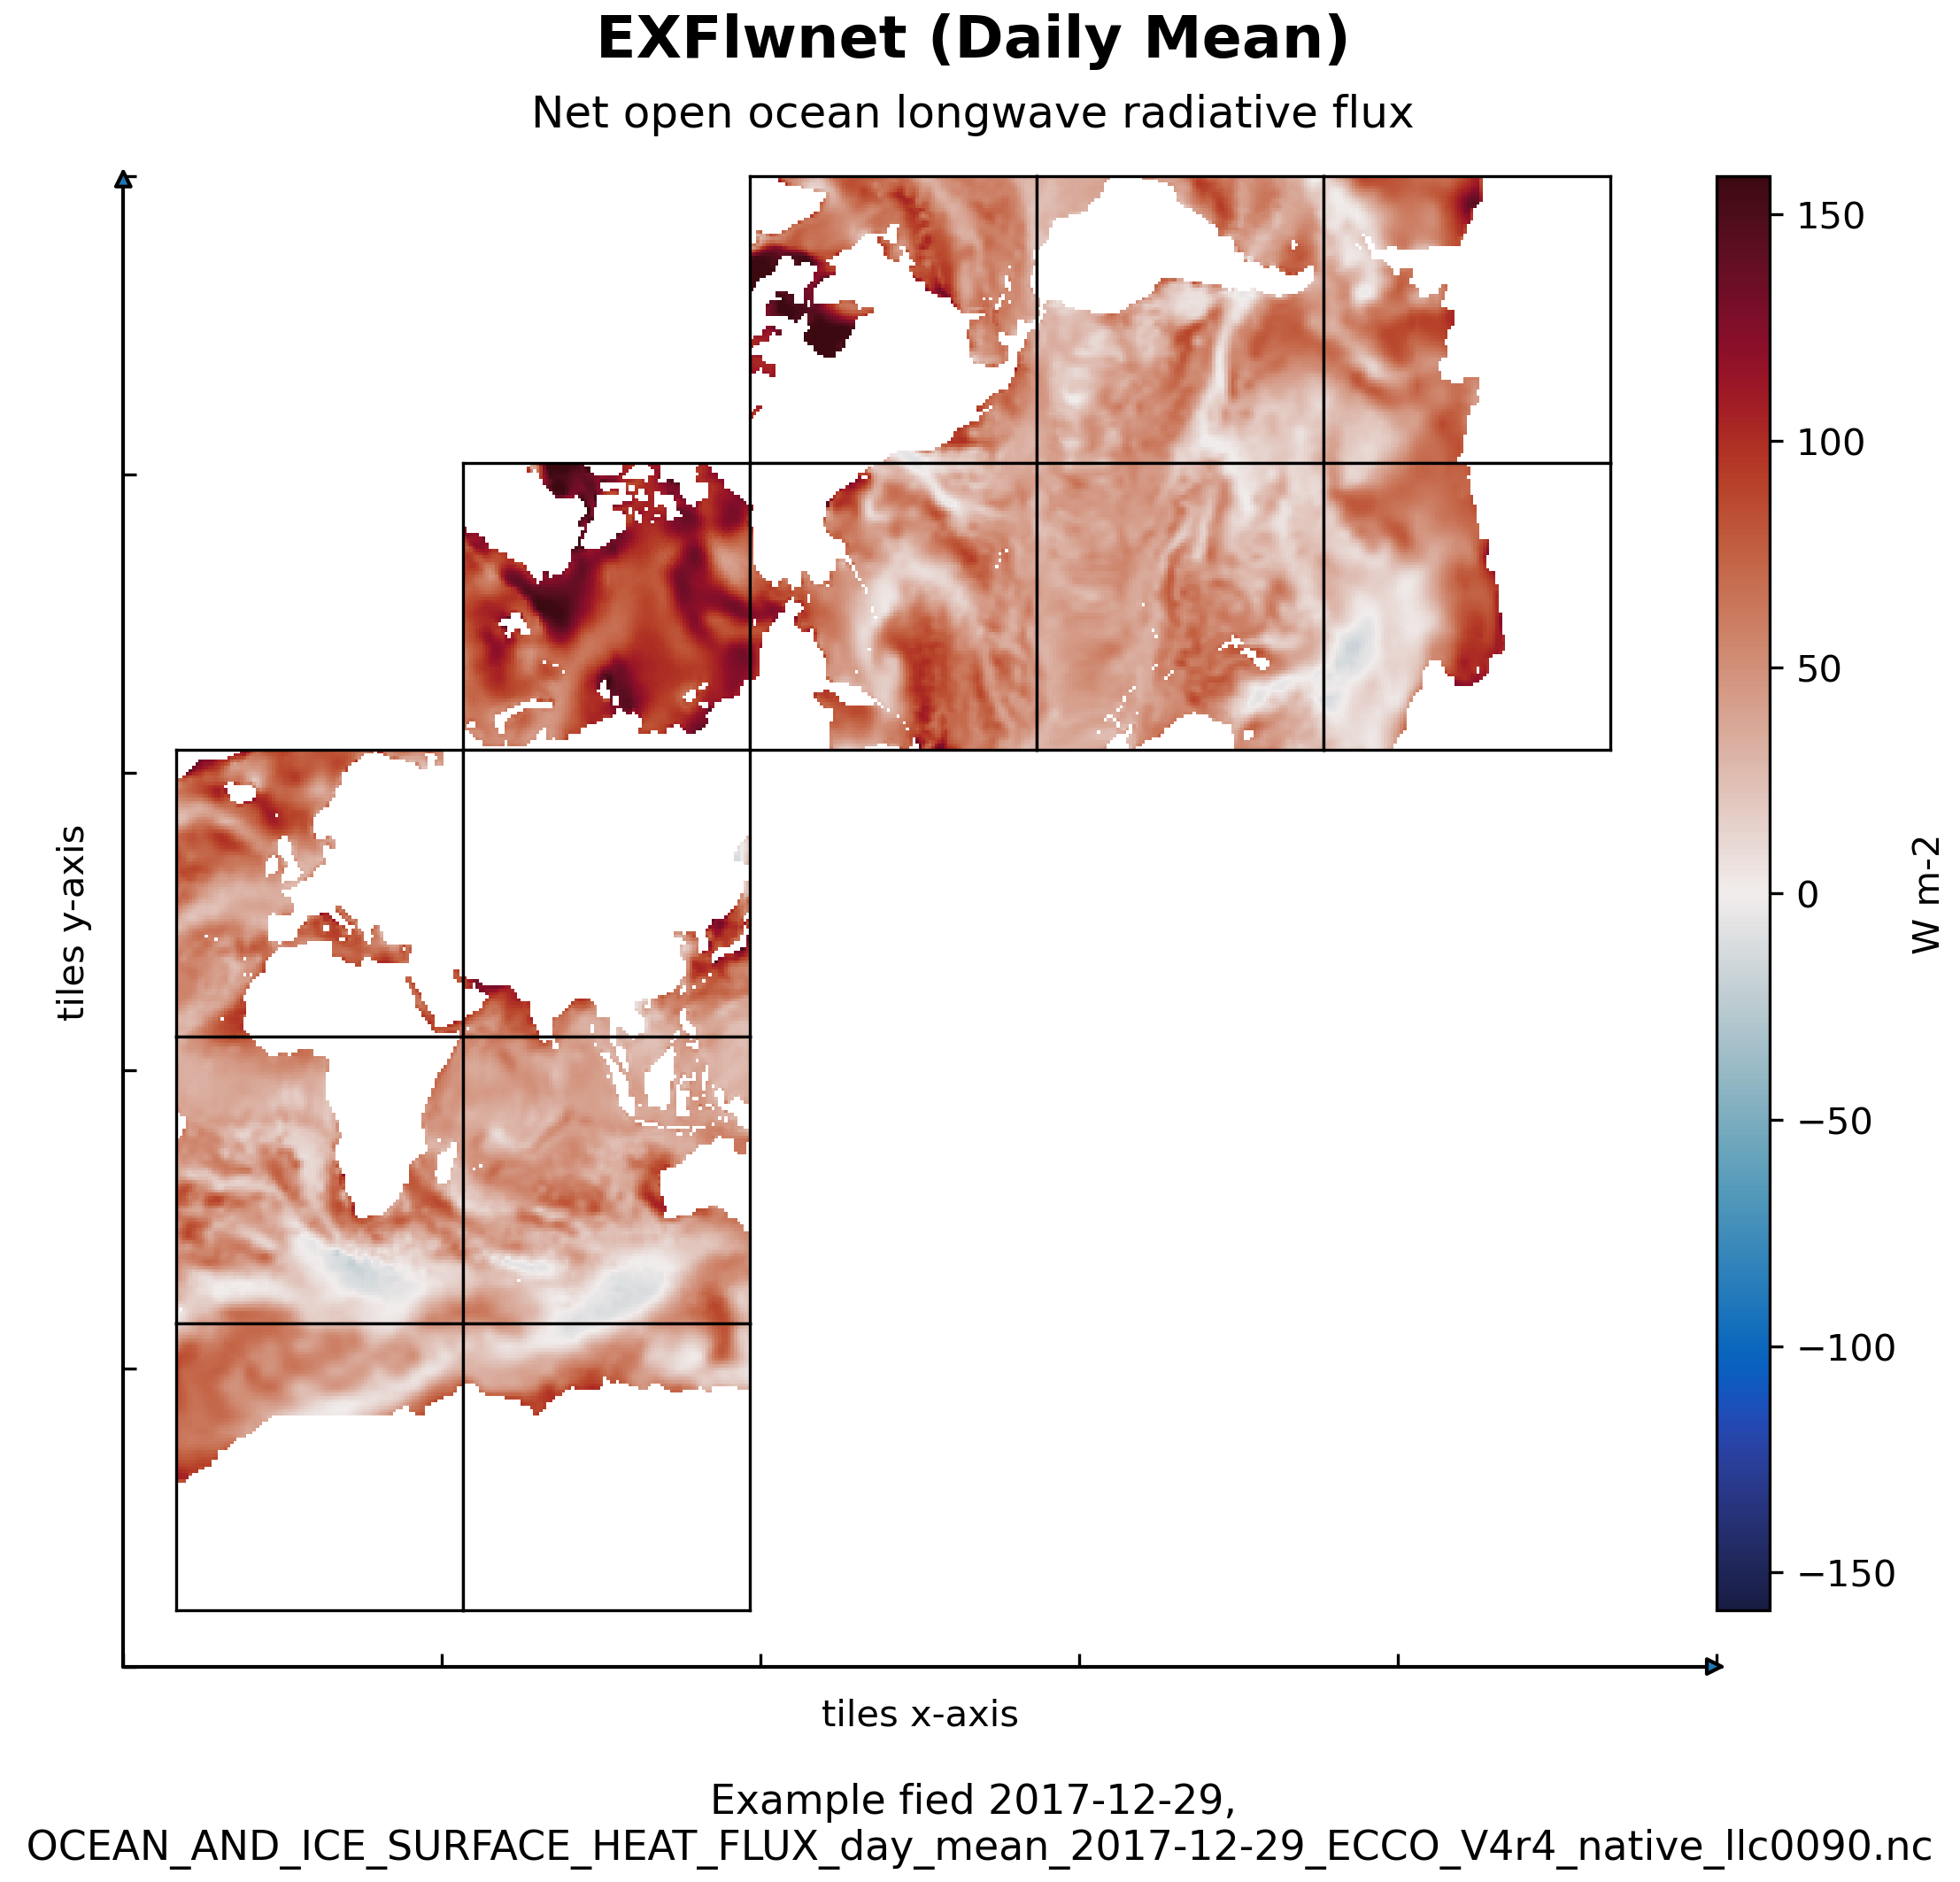 EXFlwnet (Daily Mean)
Net open ocean longwave radiative flux
150
100
50
0
−50
−100
−150
W m-2
tiles y-axis
tiles x-axis
Example fied 2017-12-29,
OCEAN_AND_ICE_SURFACE_HEAT_FLUX_day_mean_2017-12-29_ECCO_V4r4_native_llc0090.nc